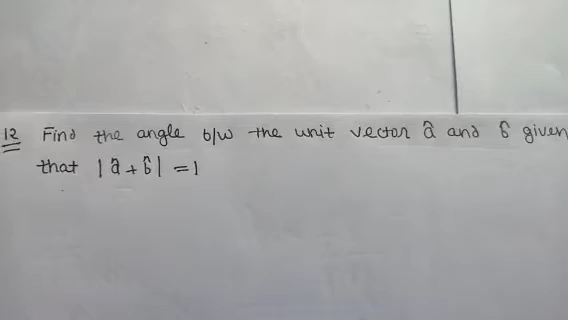 12 Find the angle b/w the unit vector â and b̂ given
that |â + b̂| = 1